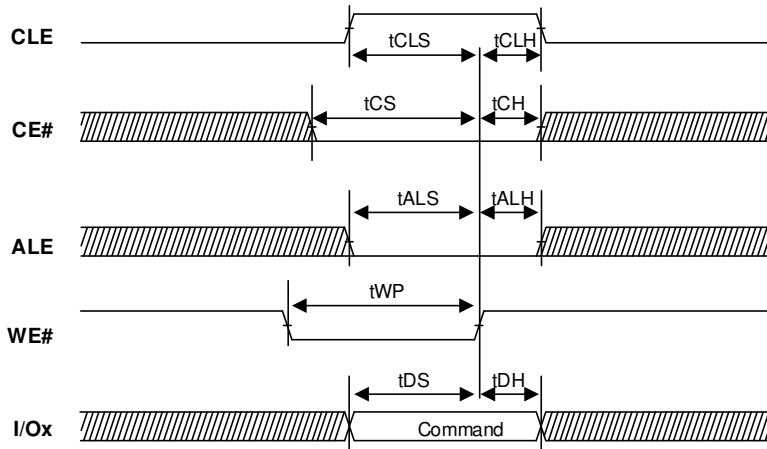 CLE
tCLS
tCLH
CE#
tCS
tCH
ALE
tALS
tALH
WE#
tWP
I/Ox
tDS
tDH
Command